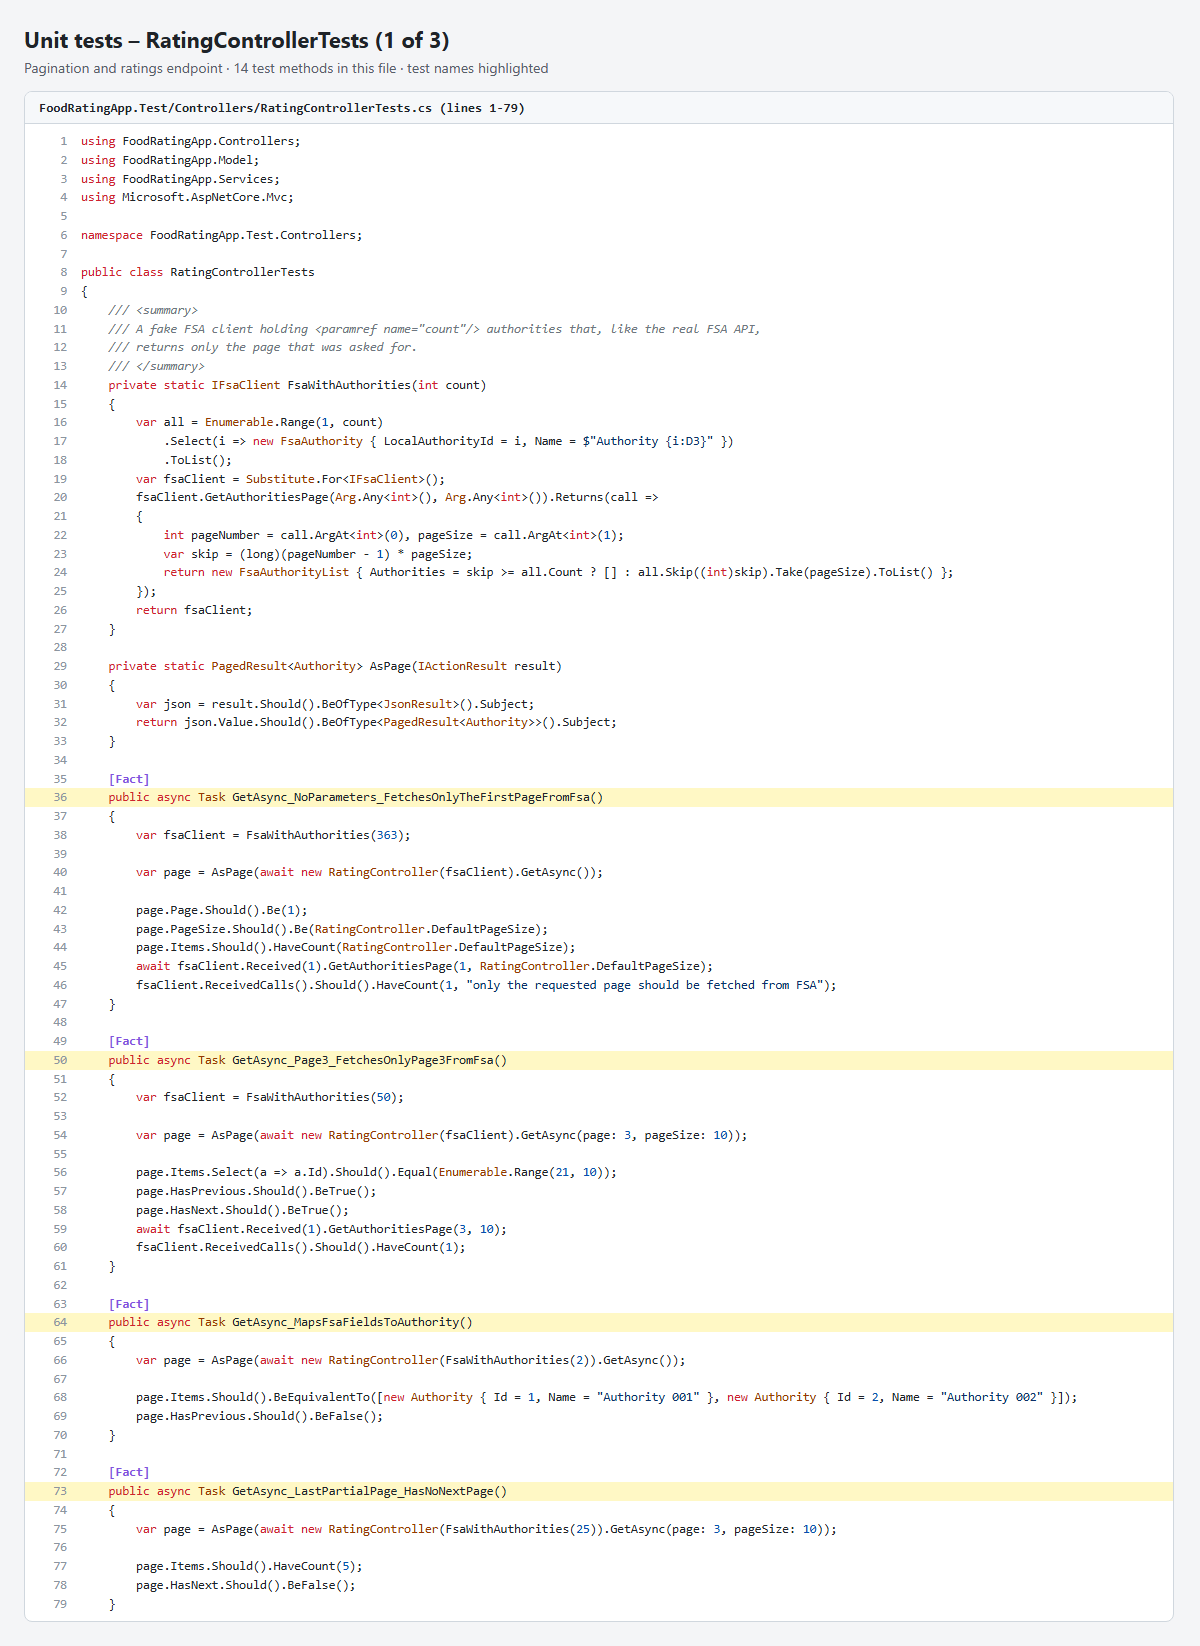 Unit tests – RatingControllerTests (1 of 3)
Pagination and ratings endpoint · 14 test methods in this file · test names highlighted
FoodRatingApp.Test/Controllers/RatingControllerTests.cs (lines 1-79)
1 using FoodRatingApp.Controllers;
2 using FoodRatingApp.Model;
3 using FoodRatingApp.Services;
4 using Microsoft.AspNetCore.Mvc;
5
6 namespace FoodRatingApp.Test.Controllers;
7
8 public class RatingControllerTests
9 {
10     /// <summary>
11     /// A fake FSA client holding <paramref name="count"/> authorities that, like the real FSA API,
12     /// returns only the page that was asked for.
13     /// </summary>
14     private static IFsaClient FsaWithAuthorities(int count)
15     {
16         var all = Enumerable.Range(1, count)
17             .Select(i => new FsaAuthority { LocalAuthorityId = i, Name = $"Authority {i:D3}" })
18             .ToList();
19         var fsaClient = Substitute.For<IFsaClient>();
20         fsaClient.GetAuthoritiesPage(Arg.Any<int>(), Arg.Any<int>()).Returns(call =>
21         {
22             int pageNumber = call.ArgAt<int>(0), pageSize = call.ArgAt<int>(1);
23             var skip = (long)(pageNumber - 1) * pageSize;
24             return new FsaAuthorityList { Authorities = skip >= all.Count ? [] : all.Skip((int)skip).Take(pageSize).ToList() };
25         });
26         return fsaClient;
27     }
28
29     private static PagedResult<Authority> AsPage(IActionResult result)
30     {
31         var json = result.Should().BeOfType<JsonResult>().Subject;
32         return json.Value.Should().BeOfType<PagedResult<Authority>>().Subject;
33     }
34
35     [Fact]
36     public async Task GetAsync_NoParameters_FetchesOnlyTheFirstPageFromFsa()
37     {
38         var fsaClient = FsaWithAuthorities(363);
39
40         var page = AsPage(await new RatingController(fsaClient).GetAsync());
41
42         page.Page.Should().Be(1);
43         page.PageSize.Should().Be(RatingController.DefaultPageSize);
44         page.Items.Should().HaveCount(RatingController.DefaultPageSize);
45         await fsaClient.Received(1).GetAuthoritiesPage(1, RatingController.DefaultPageSize);
46         fsaClient.ReceivedCalls().Should().HaveCount(1, "only the requested page should be fetched from FSA");
47     }
48
49     [Fact]
50     public async Task GetAsync_Page3_FetchesOnlyPage3FromFsa()
51     {
52         var fsaClient = FsaWithAuthorities(50);
53
54         var page = AsPage(await new RatingController(fsaClient).GetAsync(page: 3, pageSize: 10));
55
56         page.Items.Select(a => a.Id).Should().Equal(Enumerable.Range(21, 10));
57         page.HasPrevious.Should().BeTrue();
58         page.HasNext.Should().BeTrue();
59         await fsaClient.Received(1).GetAuthoritiesPage(3, 10);
60         fsaClient.ReceivedCalls().Should().HaveCount(1);
61     }
62
63     [Fact]
64     public async Task GetAsync_MapsFsaFieldsToAuthority()
65     {
66         var page = AsPage(await new RatingController(FsaWithAuthorities(2)).GetAsync());
67
68         page.Items.Should().BeEquivalentTo([new Authority { Id = 1, Name = "Authority 001" }, new Authority { Id = 2, Name = "Authority 002" }]);
69         page.HasPrevious.Should().BeFalse();
70     }
71
72     [Fact]
73     public async Task GetAsync_LastPartialPage_HasNoNextPage()
74     {
75         var page = AsPage(await new RatingController(FsaWithAuthorities(25)).GetAsync(page: 3, pageSize: 10));
76
77         page.Items.Should().HaveCount(5);
78         page.HasNext.Should().BeFalse();
79     }